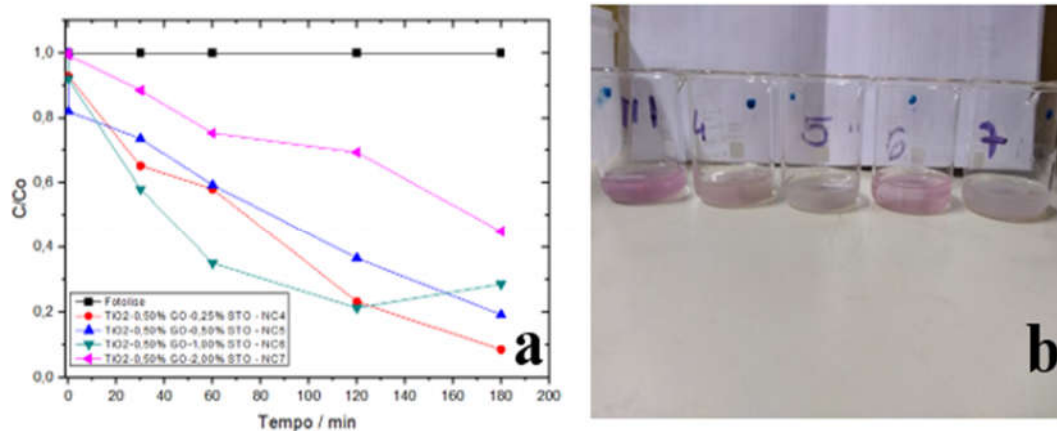 1,0
0,8
0,6
0,4
0,2
0,0
C/Co
Fotolise
TiO2-0,50% GO-0,25% STO - NC4
TiO2-0,50% GO-0,50% STO - NC5
TiO2-0,50% GO-1,00% STO - NC6
TiO2-0,50% GO-2,00% STO - NC7
0 20 40 60 80 100 120 140 160 180 200
Tempo / min
a
4
5
6
7
b